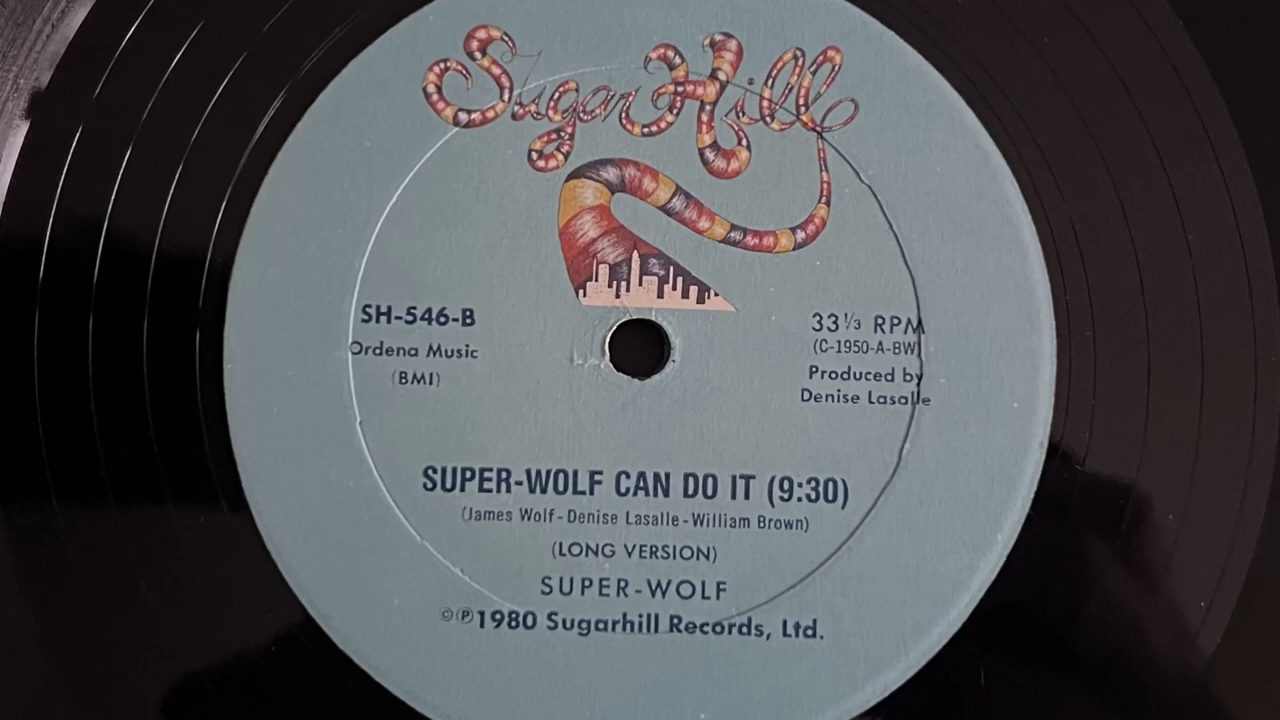 Sugar Hill
SH-546-B
Ordena Music
(BMI)
33⅓ RPM
(C-1950-A-BW)
Produced by
Denise Lasalle
SUPER-WOLF CAN DO IT (9:30)
(James Wolf-Denise Lasalle-William Brown)
(LONG VERSION)
SUPER-WOLF
©℗1980 Sugarhill Records, Ltd.